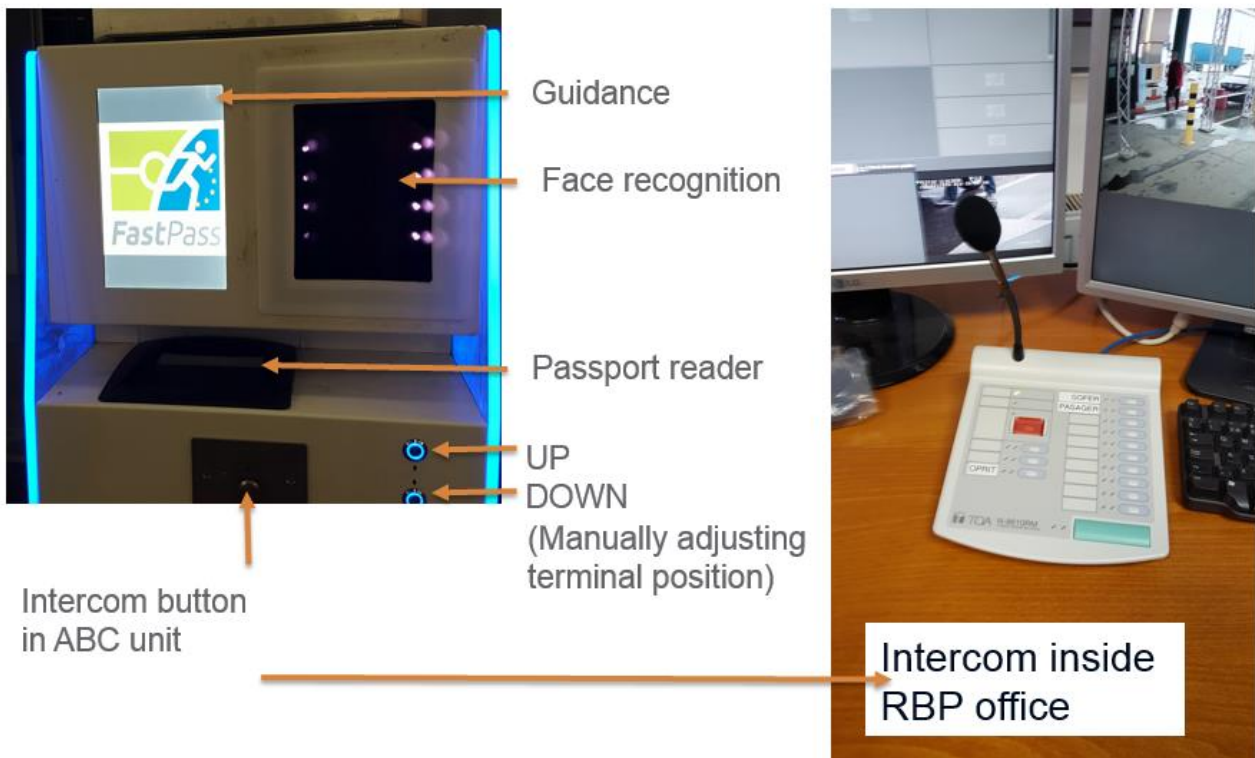 Guidance
Face recognition
FastPass
Passport reader
UP
DOWN
(Manually adjusting
terminal position)
Intercom button
in ABC unit
SOFER
PASAGER
OPRIT
TOA
Intercom inside
RBP office